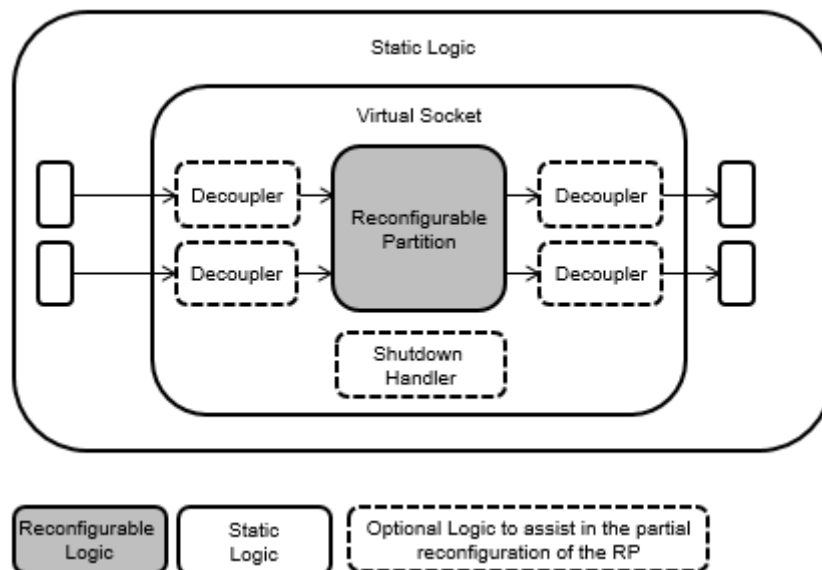 Static Logic
Virtual Socket
Decoupler
Decoupler
Reconfigurable
Partition
Decoupler
Decoupler
Shutdown
Handler
Reconfigurable
Logic
Static
Logic
Optional Logic to assist in the partial
reconfiguration of the RP